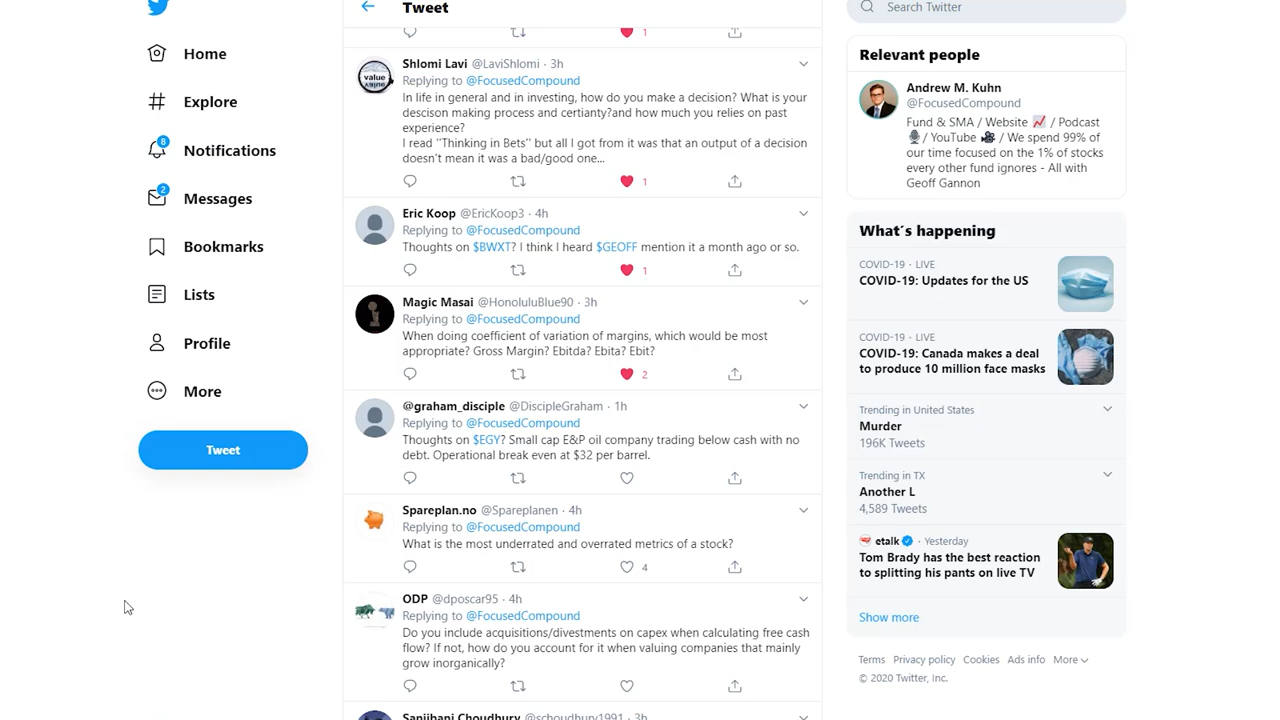 Home
Explore
8
Notifications
2
Messages
Bookmarks
Lists
Profile
More
Tweet
Tweet
1
Shlomi Lavi @LaviShlomi · 3h
Replying to @FocusedCompound
In life in general and in investing, how do you make a decision? What is your
descison making process and certianty?and how much you relies on past
experience?
I read "Thinking in Bets" but all I got from it was that an output of a decision
doesn't mean it was a bad/good one...
1
Eric Koop @EricKoop3 · 4h
Replying to @FocusedCompound
Thoughts on $BWXT? I think I heard $GEOFF mention it a month ago or so.
1
Magic Masai @HonoluluBlue90 · 3h
Replying to @FocusedCompound
When doing coefficient of variation of margins, which would be most
appropriate? Gross Margin? Ebitda? Ebita? Ebit?
2
@graham_disciple @DiscipleGraham · 1h
Replying to @FocusedCompound
Thoughts on $EGY? Small cap E&P oil company trading below cash with no
debt. Operational break even at $32 per barrel.
Spareplan.no @Spareplanen · 4h
Replying to @FocusedCompound
What is the most underrated and overrated metrics of a stock?
4
ODP @dposcar95 · 4h
Replying to @FocusedCompound
Do you include acquisitions/divestments on capex when calculating free cash
flow? If not, how do you account for it when valuing companies that mainly
grow inorganically?
Sanjibani Choudhury @schoudhury1991 · 3h
value
Search Twitter
Relevant people
Andrew M. Kuhn
@FocusedCompound
Fund & SMA / Website 📈 / Podcast
🎙/ YouTube 🎥 / We spend 99% of
our time focused on the 1% of stocks
every other fund ignores - All with
Geoff Gannon
What's happening
COVID-19 · LIVE
COVID-19: Updates for the US
COVID-19 · LIVE
COVID-19: Canada makes a deal
to produce 10 million face masks
Trending in United States
Murder
196K Tweets
Trending in TX
Another L
4,589 Tweets
etalk · Yesterday
Tom Brady has the best reaction
to splitting his pants on live TV
Show more
Terms Privacy policy Cookies Ads info More
© 2020 Twitter, Inc.